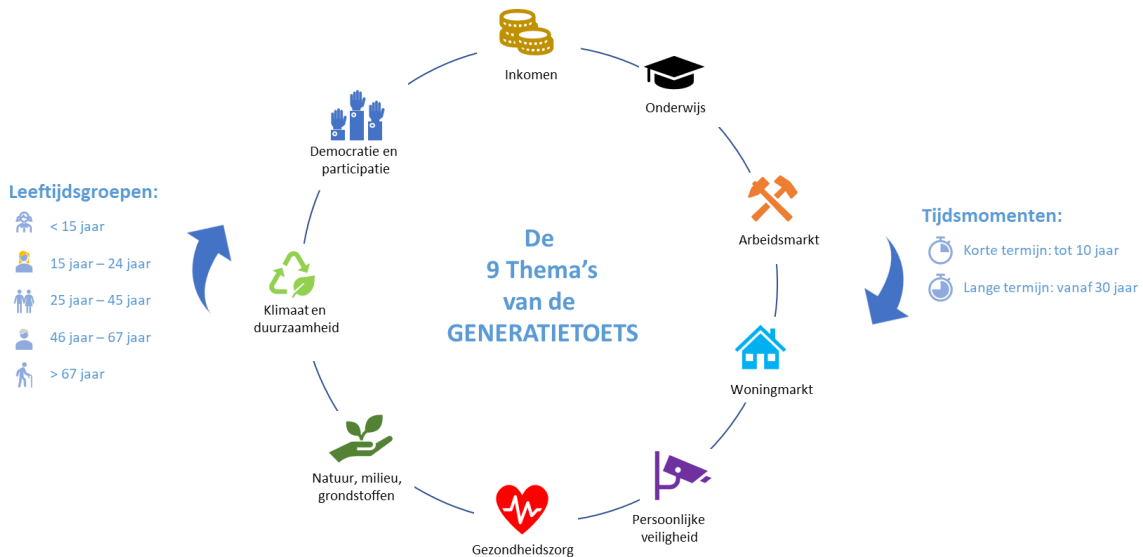 Inkomen
Onderwijs
Democratie en
participatie
Leeftijdsgroepen:
< 15 jaar
15 jaar – 24 jaar
25 jaar – 45 jaar
46 jaar – 67 jaar
> 67 jaar
De
9 Thema's
van de
GENERATIETOETS
Arbeidsmarkt
Tijdsmomenten:
Korte termijn: tot 10 jaar
Lange termijn: vanaf 30 jaar
Klimaat en
duurzaamheid
Woningmarkt
Natuur, milieu,
grondstoffen
Persoonlijke
veiligheid
Gezondheidszorg